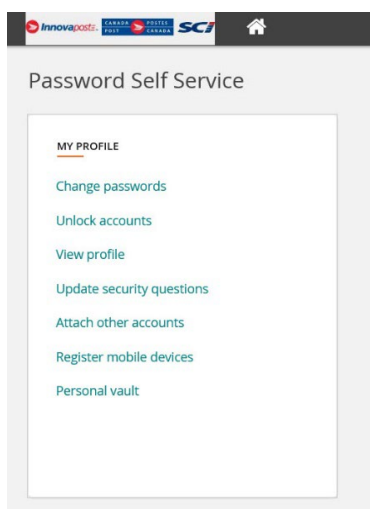 Innovapost
CANADA POST POSTES CANADA SCI
Password Self Service
MY PROFILE
Change passwords
Unlock accounts
View profile
Update security questions
Attach other accounts
Register mobile devices
Personal vault